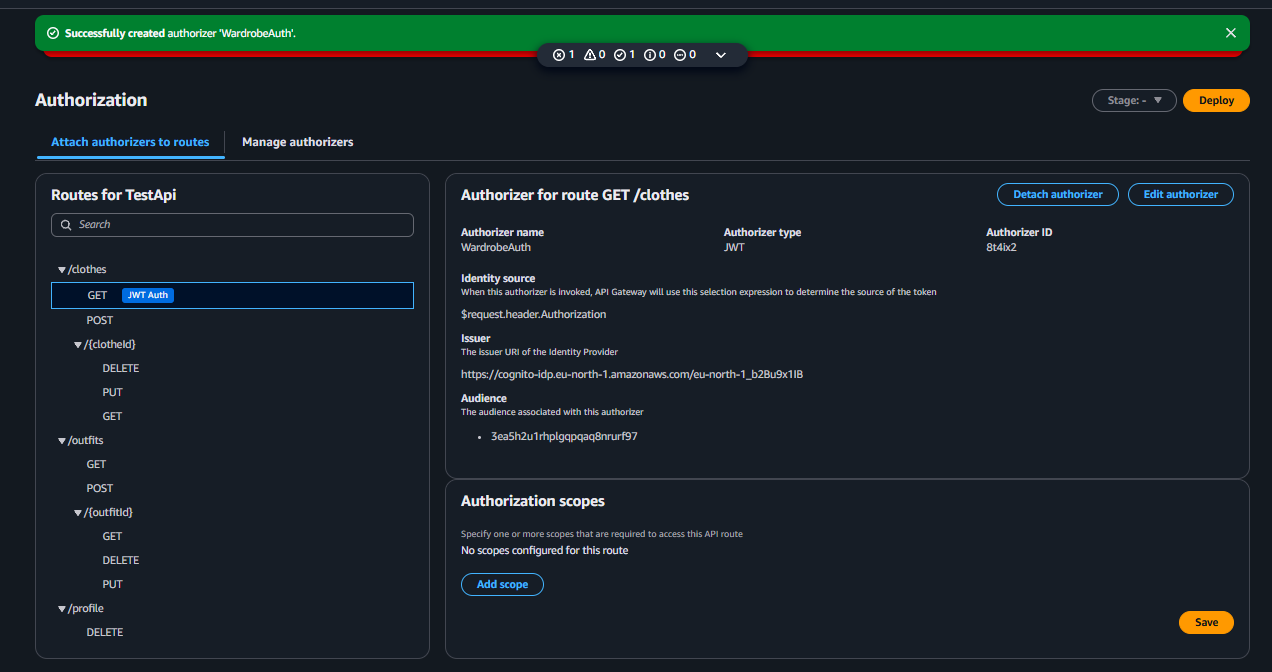 Successfully created authorizer 'WardrobeAuth'.
1 0 1 0 0
Authorization
Stage: -
Deploy
Attach authorizers to routes
Manage authorizers
Routes for TestApi
Search
/clothes
GET JWT Auth
POST
/{clotheId}
DELETE
PUT
GET
/outfits
GET
POST
/{outfitId}
GET
DELETE
PUT
/profile
DELETE
Authorizer for route GET /clothes
Detach authorizer
Edit authorizer
Authorizer name
WardrobeAuth
Authorizer type
JWT
Authorizer ID
8t4ix2
Identity source
When this authorizer is invoked, API Gateway will use this selection expression to determine the source of the token
$request.header.Authorization
Issuer
The issuer URI of the Identity Provider
https://cognito-idp.eu-north-1.amazonaws.com/eu-north-1_b2Bu9x1IB
Audience
The audience associated with this authorizer
• 3ea5h2u1rhplgqpqaq8nrurf97
Authorization scopes
Specify one or more scopes that are required to access this API route
No scopes configured for this route
Add scope
Save